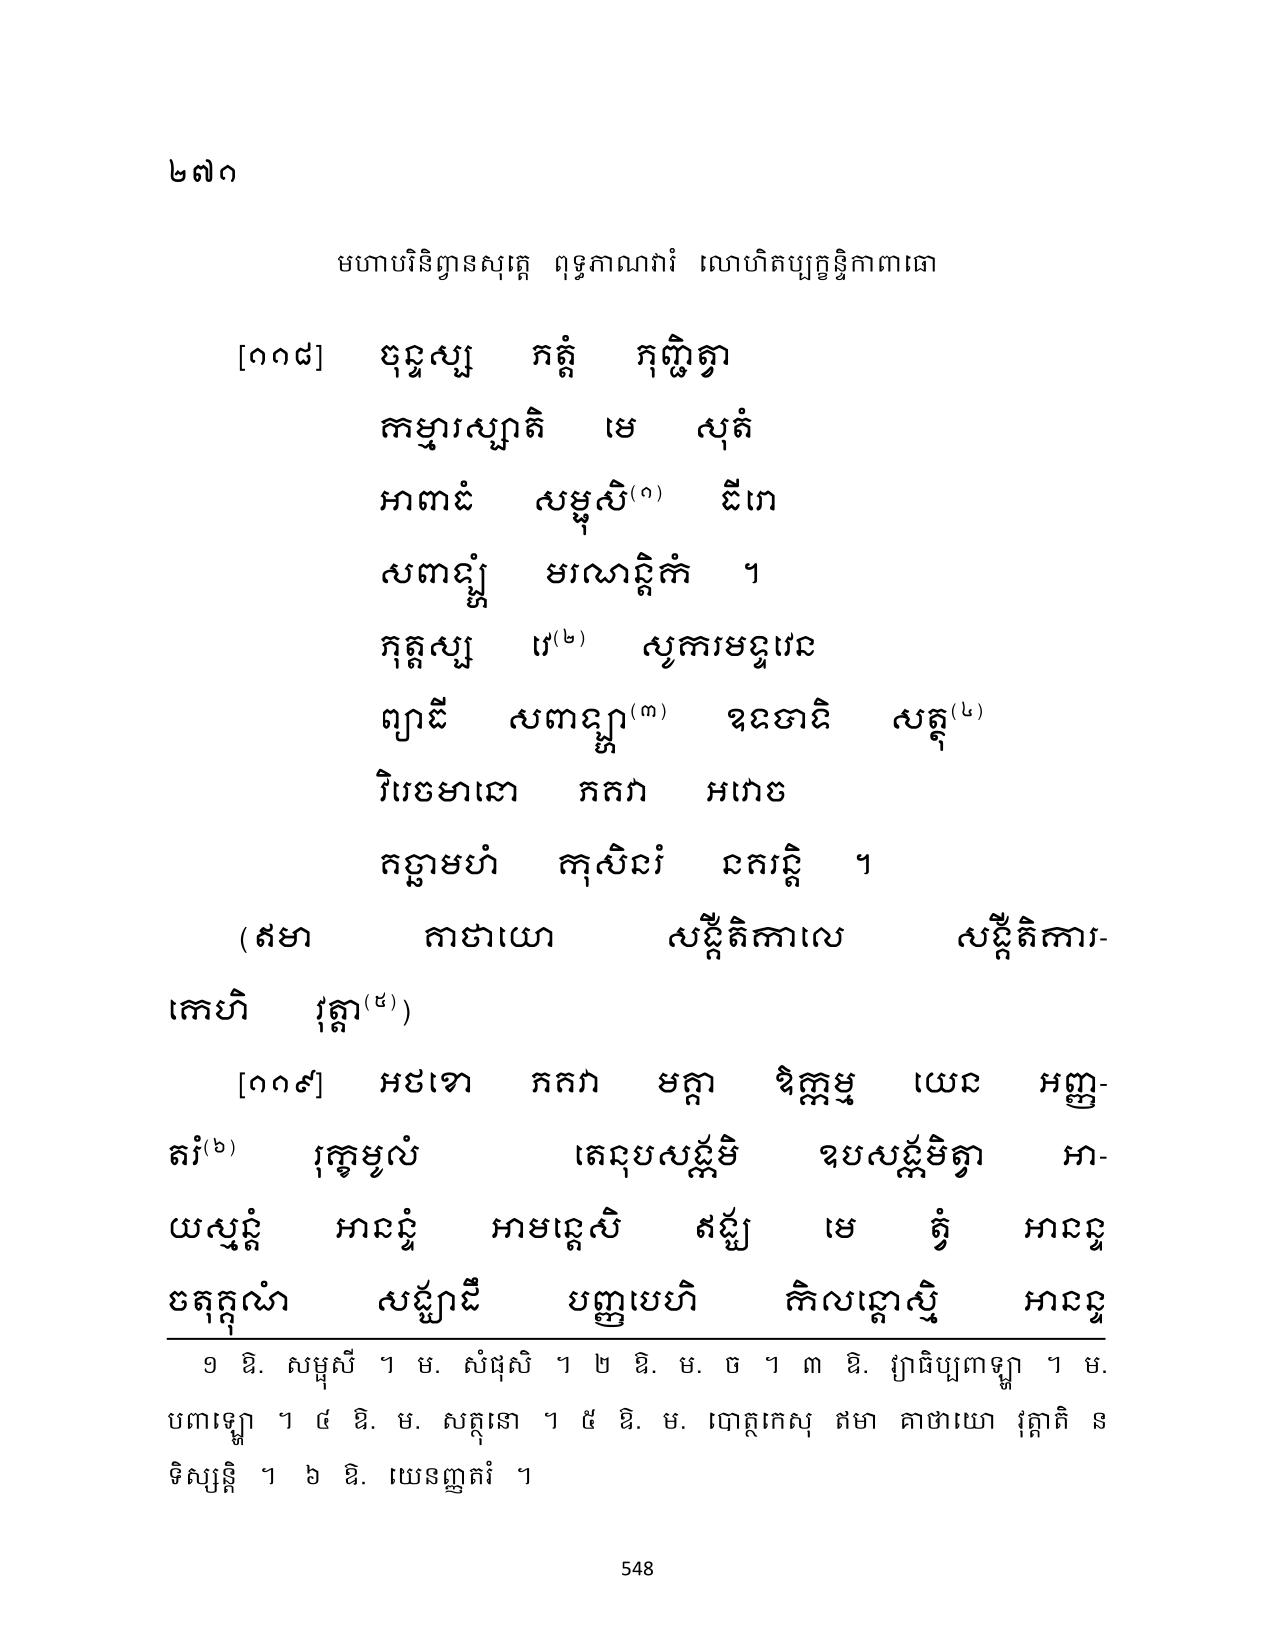 ២៧១
មហាបរិនិព្វានសុត្តេ ពុទ្ធភាណវារំ លោហិតប្បក្ខន្ទិកាពាធោ
[១១៨] ចុន្ទស្ស ភត្តំ ភុញ្ជិត្វា
កម្មារស្សាតិ មេ សុតំ
អាពាធំ សម្ផុសិ(១) ធីរោ
សពាឡ្ហំ មរណន្តិកំ ។
ភុត្តស្ស វេ(២) សូករមទ្ទវេន
ព្យាធី សពាឡ្ហា(៣) ឧទបាទិ សត្ថុ(៤)
វិរេចមានោ ភគវា អវោច
គច្ឆាមហំ កុសិនរំ នគរន្តិ ។
(ឥមា គាថាយោ សង្គីតិកាលេ សង្គីតិការ-
កេហិ វុត្តា(៥))
[១១៩] អថខោ ភគវា មគ្គា ឱក្កម្ម យេន អញ្ញ-
តរំ(៦) រុក្ខមូលំ តេនុបសង្កមិ ឧបសង្កមិត្វា អា-
យស្មន្តំ អានន្ទំ អាមន្តេសិ ឥង្ឃ មេ ត្វំ អានន្ទ
ចតុគ្គុណំ សង្ឃាដឹ បញ្ញបេហិ កិលន្តោស្មិ អានន្ទ
១ ឱ. សម្ផុសី ។ ម. សំផុសិ ។ ២ ឱ. ម. ច ។ ៣ ឱ. វ្យាធិប្បពាឡ្ហា ។ ម.
បពាឡ្ហោ ។ ៤ ឱ. ម. សត្ថុនោ ។ ៥ ឱ. ម. បោត្ថកេសុ ឥមា គាថាយោ វុត្តាតិ ន
ទិស្សន្តិ ។ ៦ ឱ. យេនញ្ញតរំ ។
548